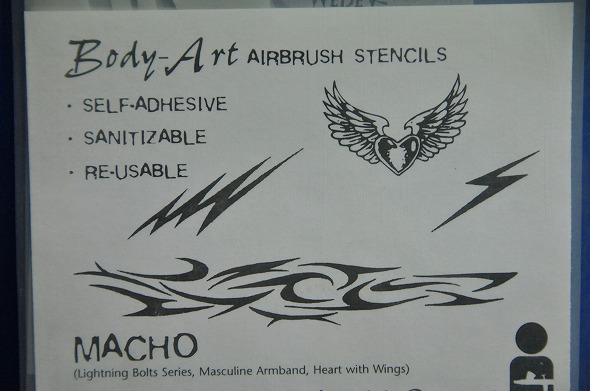 Body-Art AIRBRUSH STENCILS
· SELF-ADHESIVE
· SANITIZABLE
· RE-USABLE
MACHO
(Lightning Bolts Series, Masculine Armband, Heart with Wings)